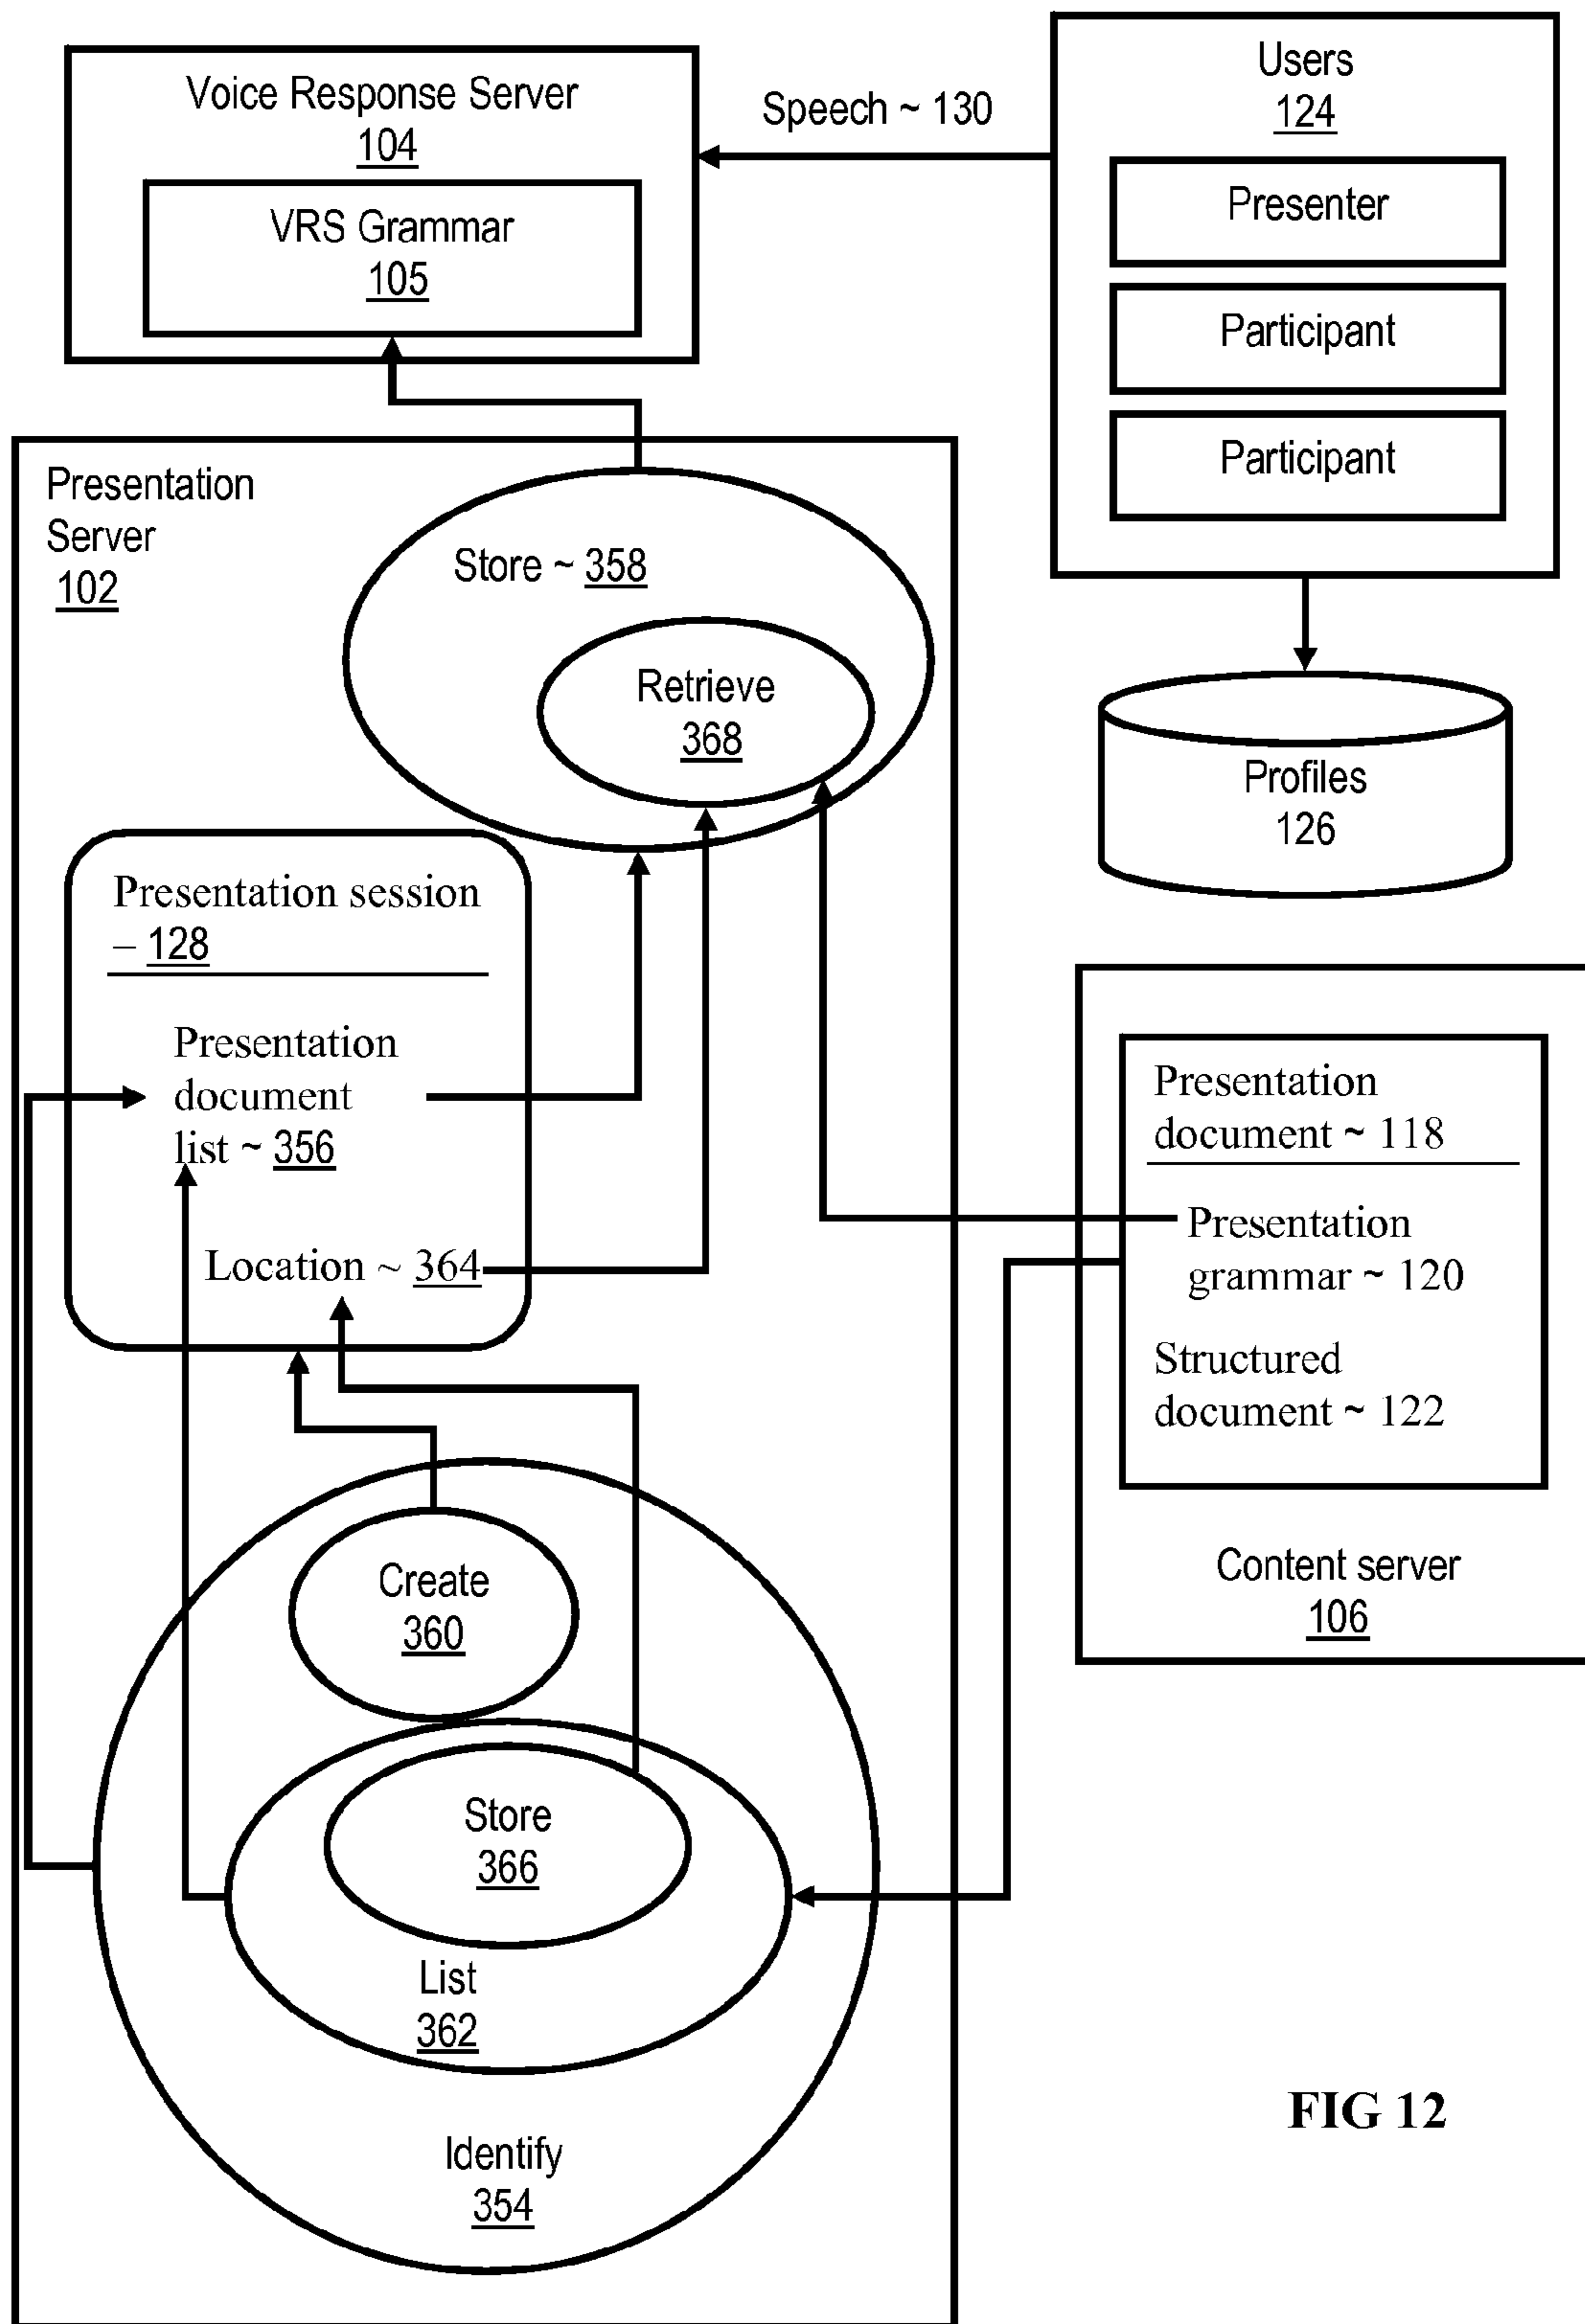 Voice Response Server
104
VRS Grammar
105
Speech ~ 130
Users
124
Presenter
Participant
Participant
Presentation
Server
102
Store ~ 358
Retrieve
368
Profiles
126
Presentation session
– 128
Presentation
document
list ~ 356
Location ~ 364
Presentation
document ~ 118
Presentation
grammar ~ 120
Structured
document ~ 122
Content server
106
Create
360
Store
366
List
362
Identify
354
FIG 12